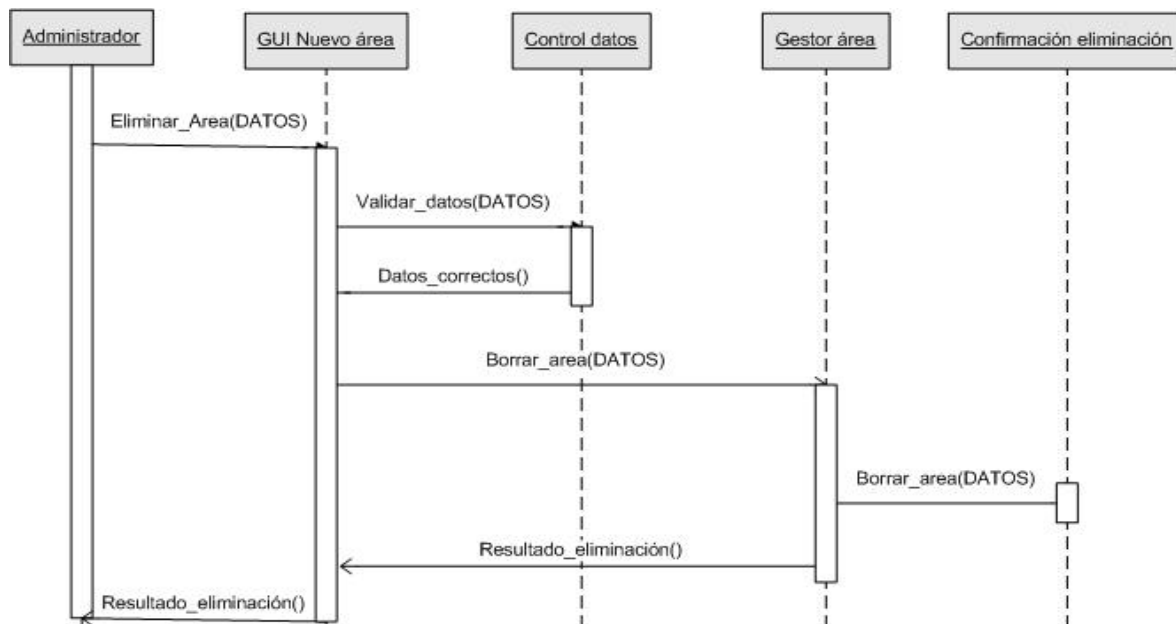 Administrador
GUI Nuevo área
Control datos
Gestor área
Confirmación eliminación
Eliminar_Area(DATOS)
Validar_datos(DATOS)
Datos_correctos()
Borrar_area(DATOS)
Borrar_area(DATOS)
Resultado_eliminación()
Resultado_eliminación()